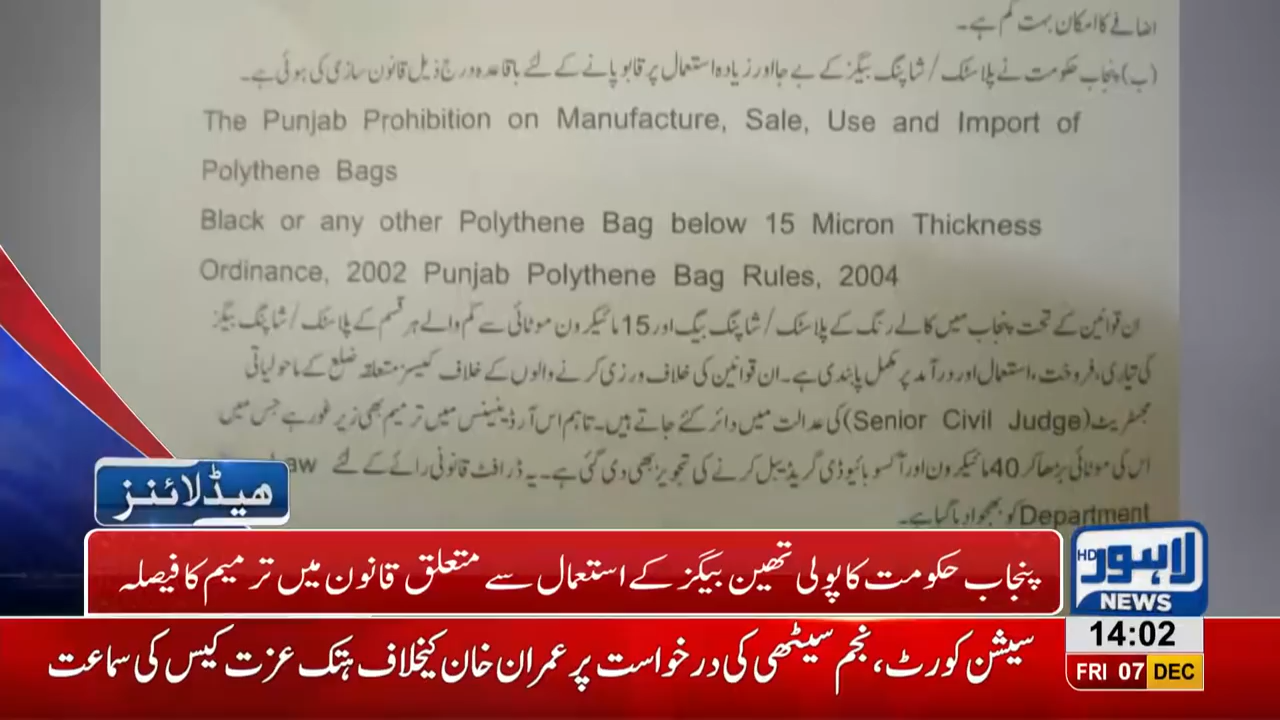 اضافے کا امکان بہت کم ہے۔
(ب) پنجاب حکومت نے پلاسٹک / شاپنگ بیگز کے بے جا اور زیادہ استعمال پر قابو پانے کے لئے باقاعدہ درج ذیل قانون سازی کی ہوئی ہے۔
The Punjab Prohibition on Manufacture, Sale, Use and Import of
Polythene Bags
Black or any other Polythene Bag below 15 Micron Thickness
Ordinance, 2002 Punjab Polythene Bag Rules, 2004
ان قوانین کے تحت پنجاب میں کالے رنگ کے پلاسٹک / شاپنگ بیگ اور 15 مائیکرون موٹائی سے کم والے ہر قسم کے پلاسٹک / شاپنگ بیگز
کی تیاری، فروخت، استعمال اور درآمد پر مکمل پابندی ہے۔ ان قوانین کی خلاف ورزی کرنے والوں کے خلاف کیسز متعلقہ ضلع کے ماحولیاتی
مجسٹریٹ (Senior Civil Judge) کی عدالت میں دائر کئے جاتے ہیں۔ تاہم اس آرڈیننس میں ترمیم بھی زیر غور ہے جس میں
اس کی موٹائی بڑھا کر 40 مائیکرون اور آکسو بائیوڈی گریڈیبل کرنے کی تجویز بھی دی گئی ہے۔ یہ ڈرافٹ قانونی رائے کے لئے
Department کو بھجوا دیا گیا ہے۔
ہیڈلائنز
پنجاب حکومت کا پولی تھین بیگز کے استعمال سے متعلق قانون میں ترمیم کا فیصلہ
لاہور HD
NEWS
سیشن کورٹ، نجم سیٹھی کی درخواست پر عمران خان کیخلاف ہتک عزت کیس کی سماعت
14:02
FRI 07 DEC